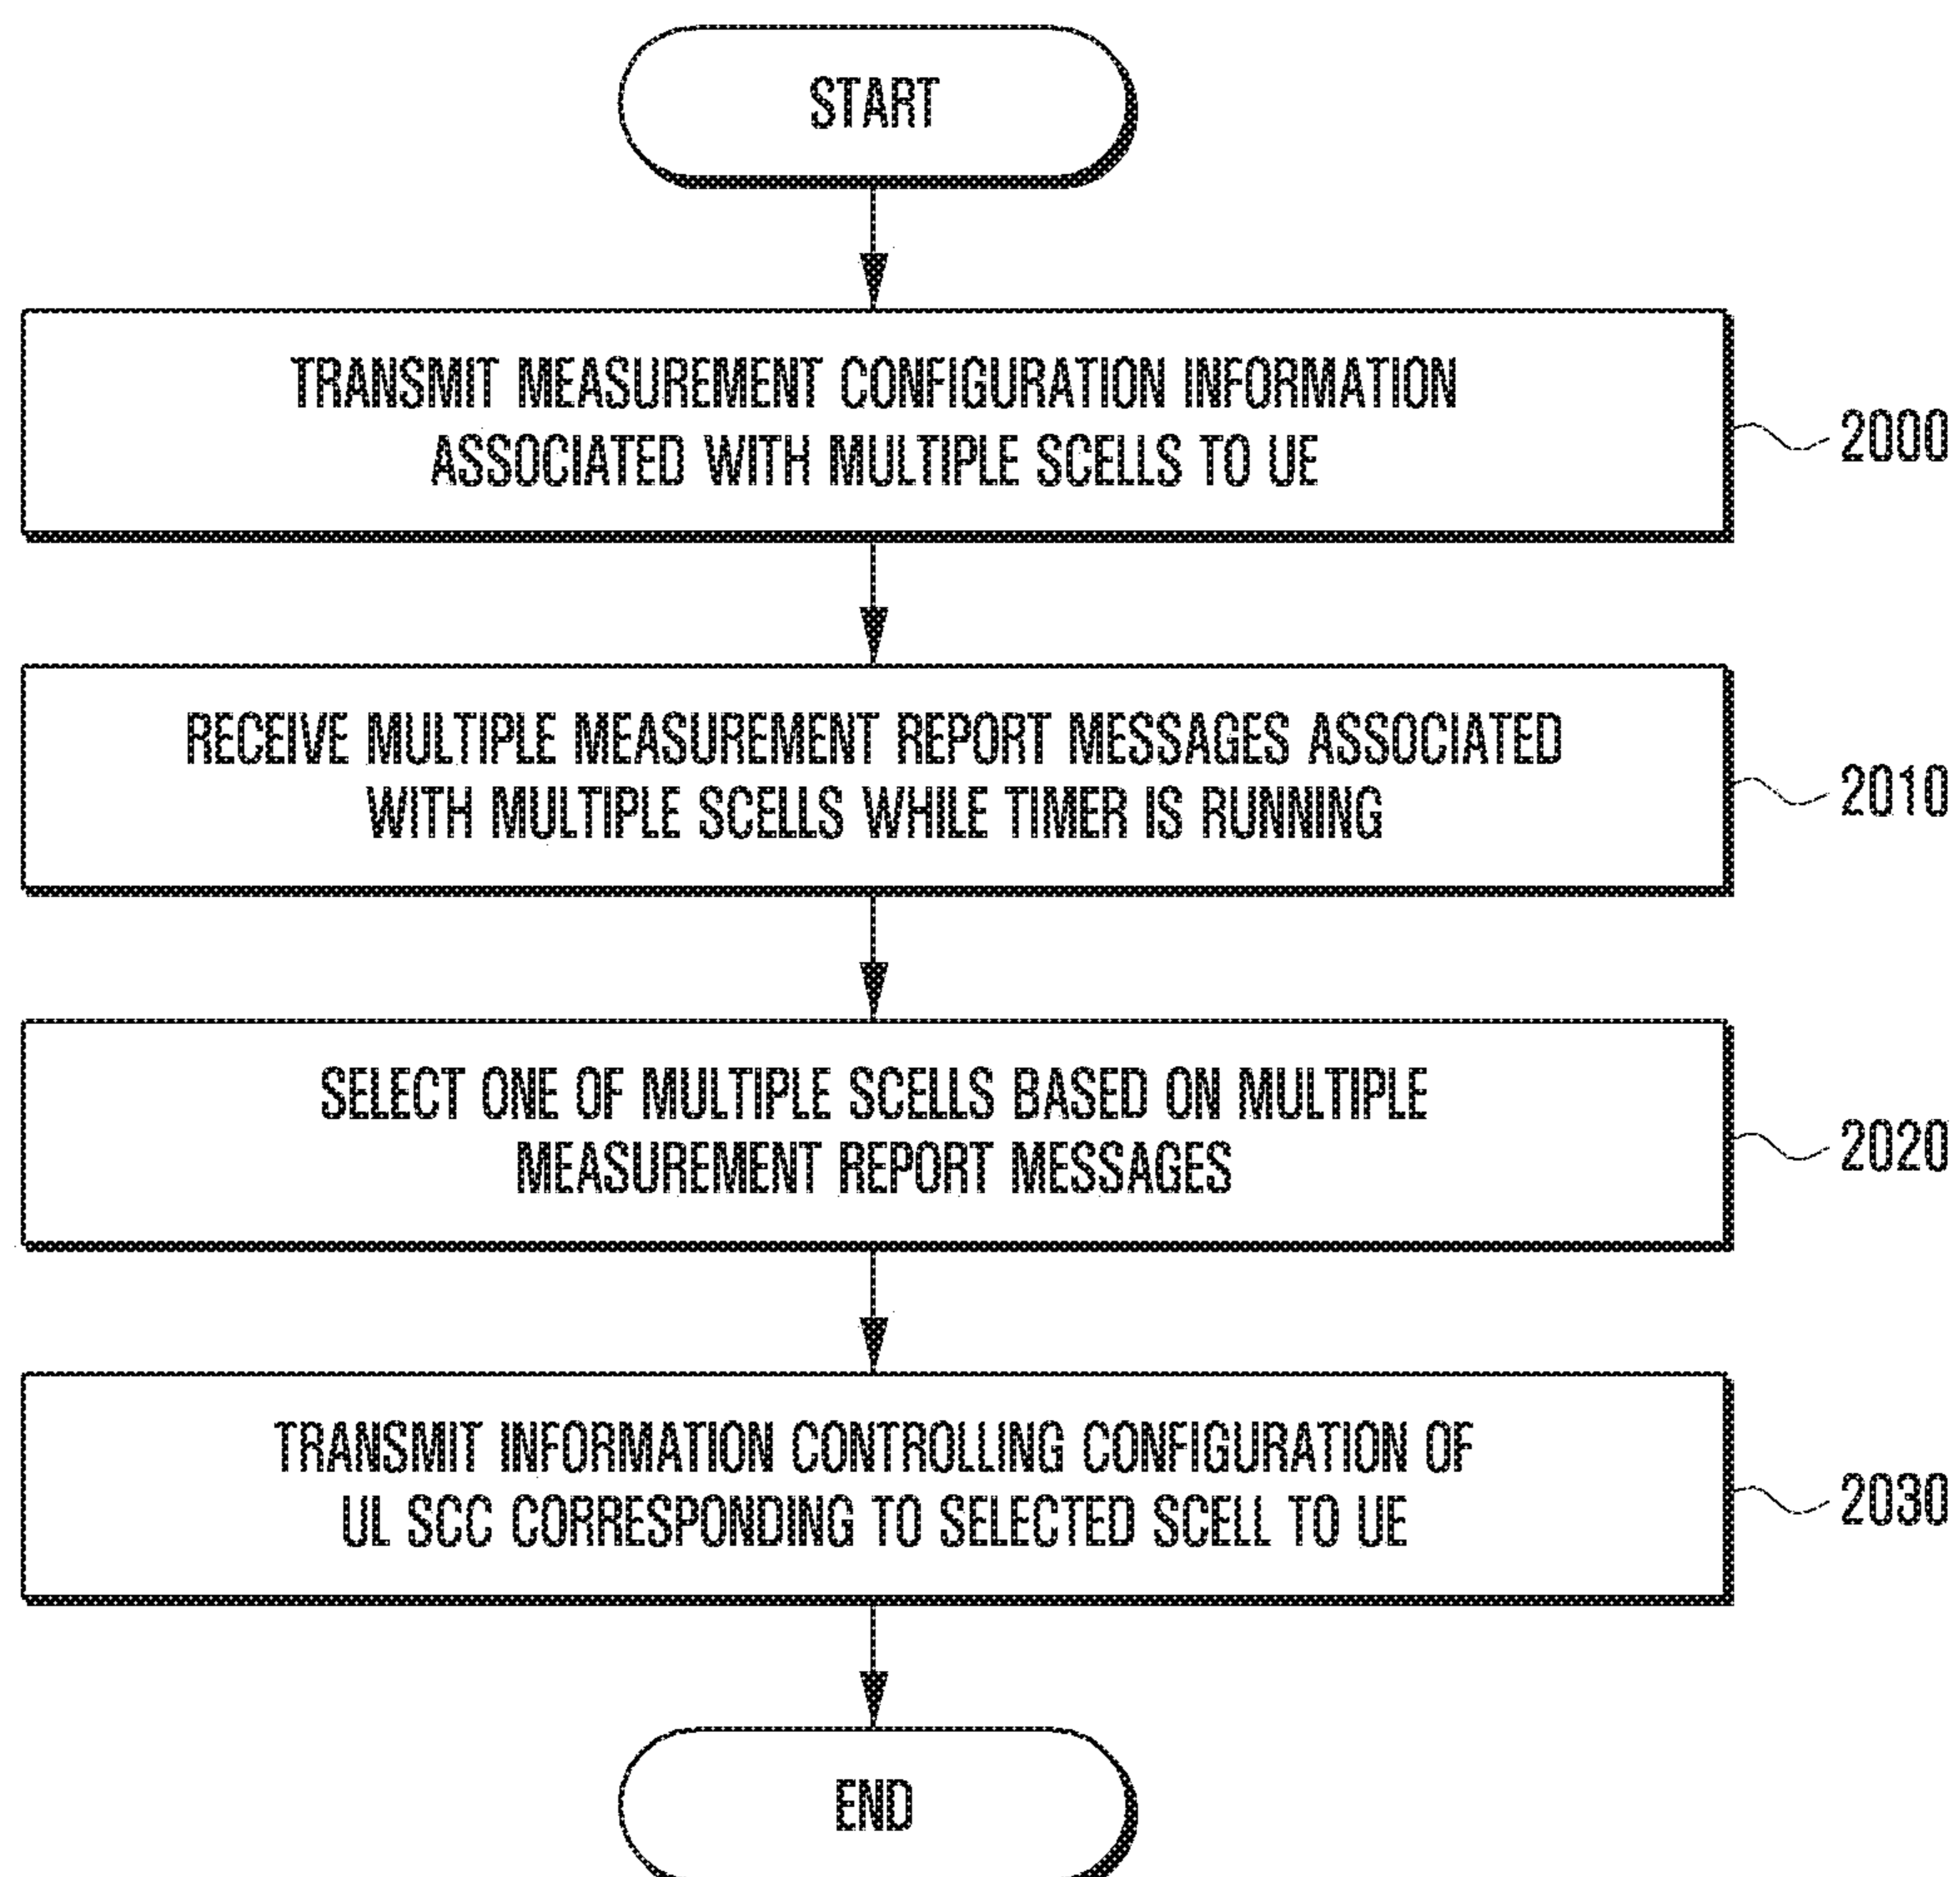 START
TRANSMIT MEASUREMENT CONFIGURATION INFORMATION
ASSOCIATED WITH MULTIPLE SCELLS TO UE
2000
RECEIVE MULTIPLE MEASUREMENT REPORT MESSAGES ASSOCIATED
WITH MULTIPLE SCELLS WHILE TIMER IS RUNNING
2010
SELECT ONE OF MULTIPLE SCELLS BASED ON MULTIPLE
MEASUREMENT REPORT MESSAGES
2020
TRANSMIT INFORMATION CONTROLLING CONFIGURATION OF
UL SCC CORRESPONDING TO SELECTED SCELL TO UE
2030
END